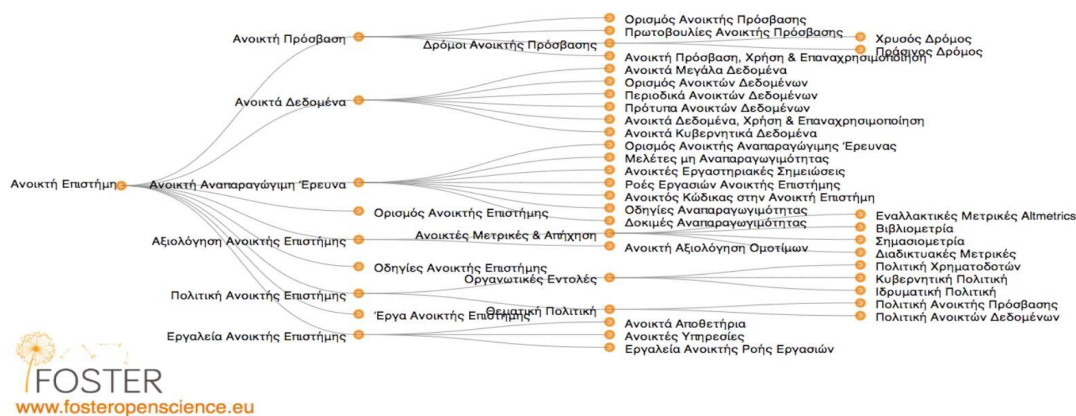 Ανοικτή Επιστήμη
Ανοικτή Πρόσβαση
Ορισμός Ανοικτής Πρόσβασης
Πρωτοβουλίες Ανοικτής Πρόσβασης
Δρόμοι Ανοικτής Πρόσβασης
Χρυσός Δρόμος
Πράσινος Δρόμος
Ανοικτή Πρόσβαση, Χρήση & Επαναχρησιμοποίηση
Ανοικτά Δεδομένα
Ανοικτά Μεγάλα Δεδομένα
Ορισμός Ανοικτών Δεδομένων
Περιοδικά Ανοικτών Δεδομένων
Πρότυπα Ανοικτών Δεδομένων
Ανοικτά Δεδομένα, Χρήση & Επαναχρησιμοποίηση
Ανοικτά Κυβερνητικά Δεδομένα
Ανοικτή Αναπαραγώγιμη Έρευνα
Ορισμός Ανοικτής Αναπαραγώγιμης Έρευνας
Μελέτες μη Αναπαραγωγιμότητας
Ανοικτές Εργαστηριακές Σημειώσεις
Ροές Εργασιών Ανοικτής Επιστήμης
Ανοικτός Κώδικας στην Ανοικτή Επιστήμη
Οδηγίες Αναπαραγωγιμότητας
Δοκιμές Αναπαραγωγιμότητας
Ορισμός Ανοικτής Επιστήμης
Αξιολόγηση Ανοικτής Επιστήμης
Ανοικτές Μετρικές & Απήχηση
Εναλλακτικές Μετρικές Altmetrics
Βιβλιομετρία
Σημασιομετρία
Διαδικτυακές Μετρικές
Ανοικτή Αξιολόγηση Ομοτίμων
Οδηγίες Ανοικτής Επιστήμης
Πολιτική Ανοικτής Επιστήμης
Οργανωτικές Εντολές
Πολιτική Χρηματοδοτών
Κυβερνητική Πολιτική
Ιδρυματική Πολιτική
Θεματική Πολιτική
Πολιτική Ανοικτής Πρόσβασης
Πολιτική Ανοικτών Δεδομένων
Έργα Ανοικτής Επιστήμης
Εργαλεία Ανοικτής Επιστήμης
Ανοικτά Αποθετήρια
Ανοικτές Υπηρεσίες
Εργαλεία Ανοικτής Ροής Εργασιών
FOSTER
www.fosteropenscience.eu